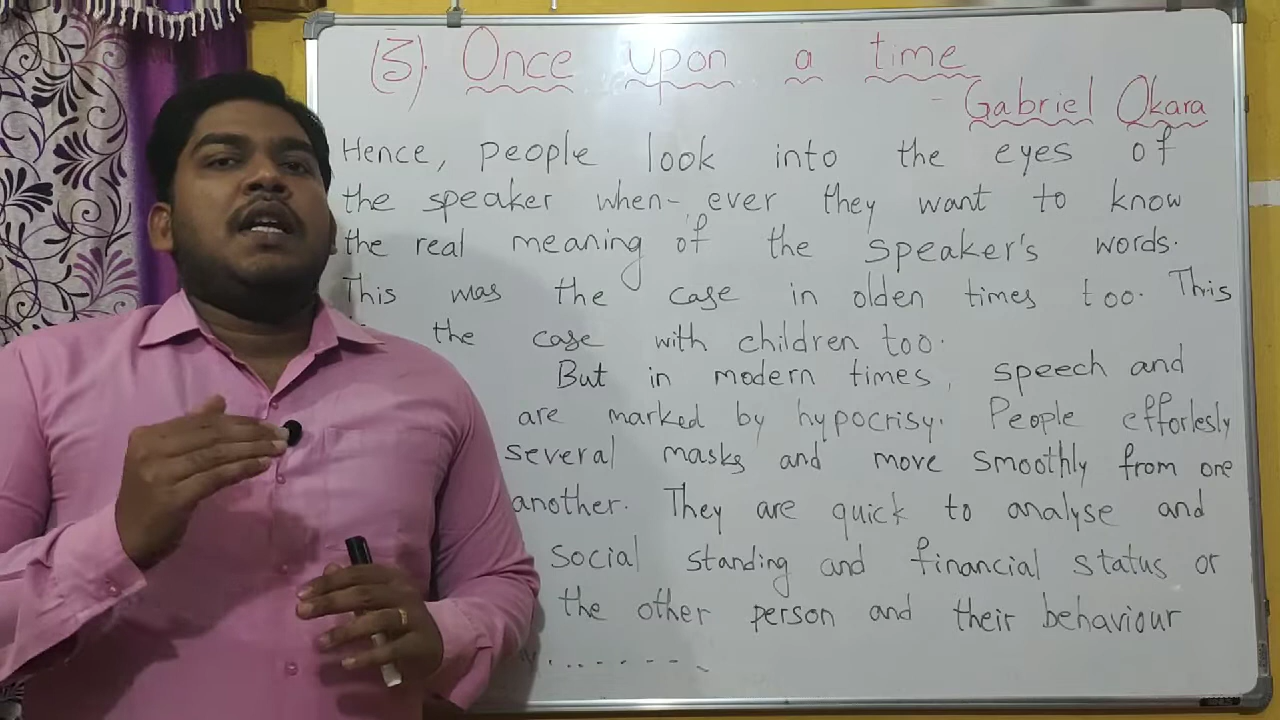 (3). Once upon a time
- Gabriel Okara
Hence, people look into the eyes of
the speaker when- ever they want to know
the real meaning of the speaker's words.
This was the case in olden times too. This
the case with children too.
But in modern times, speech and
are marked by hypocrisy. People efforlesly
several masks and move smoothly from one
another. They are quick to analyse and
social standing and financial status or
the other person and their behaviour